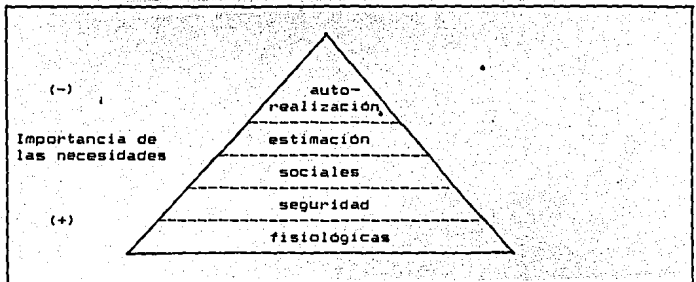 (-)
auto-
realización
Importancia de
las necesidades
estimación
sociales
seguridad
(+)
fisiológicas